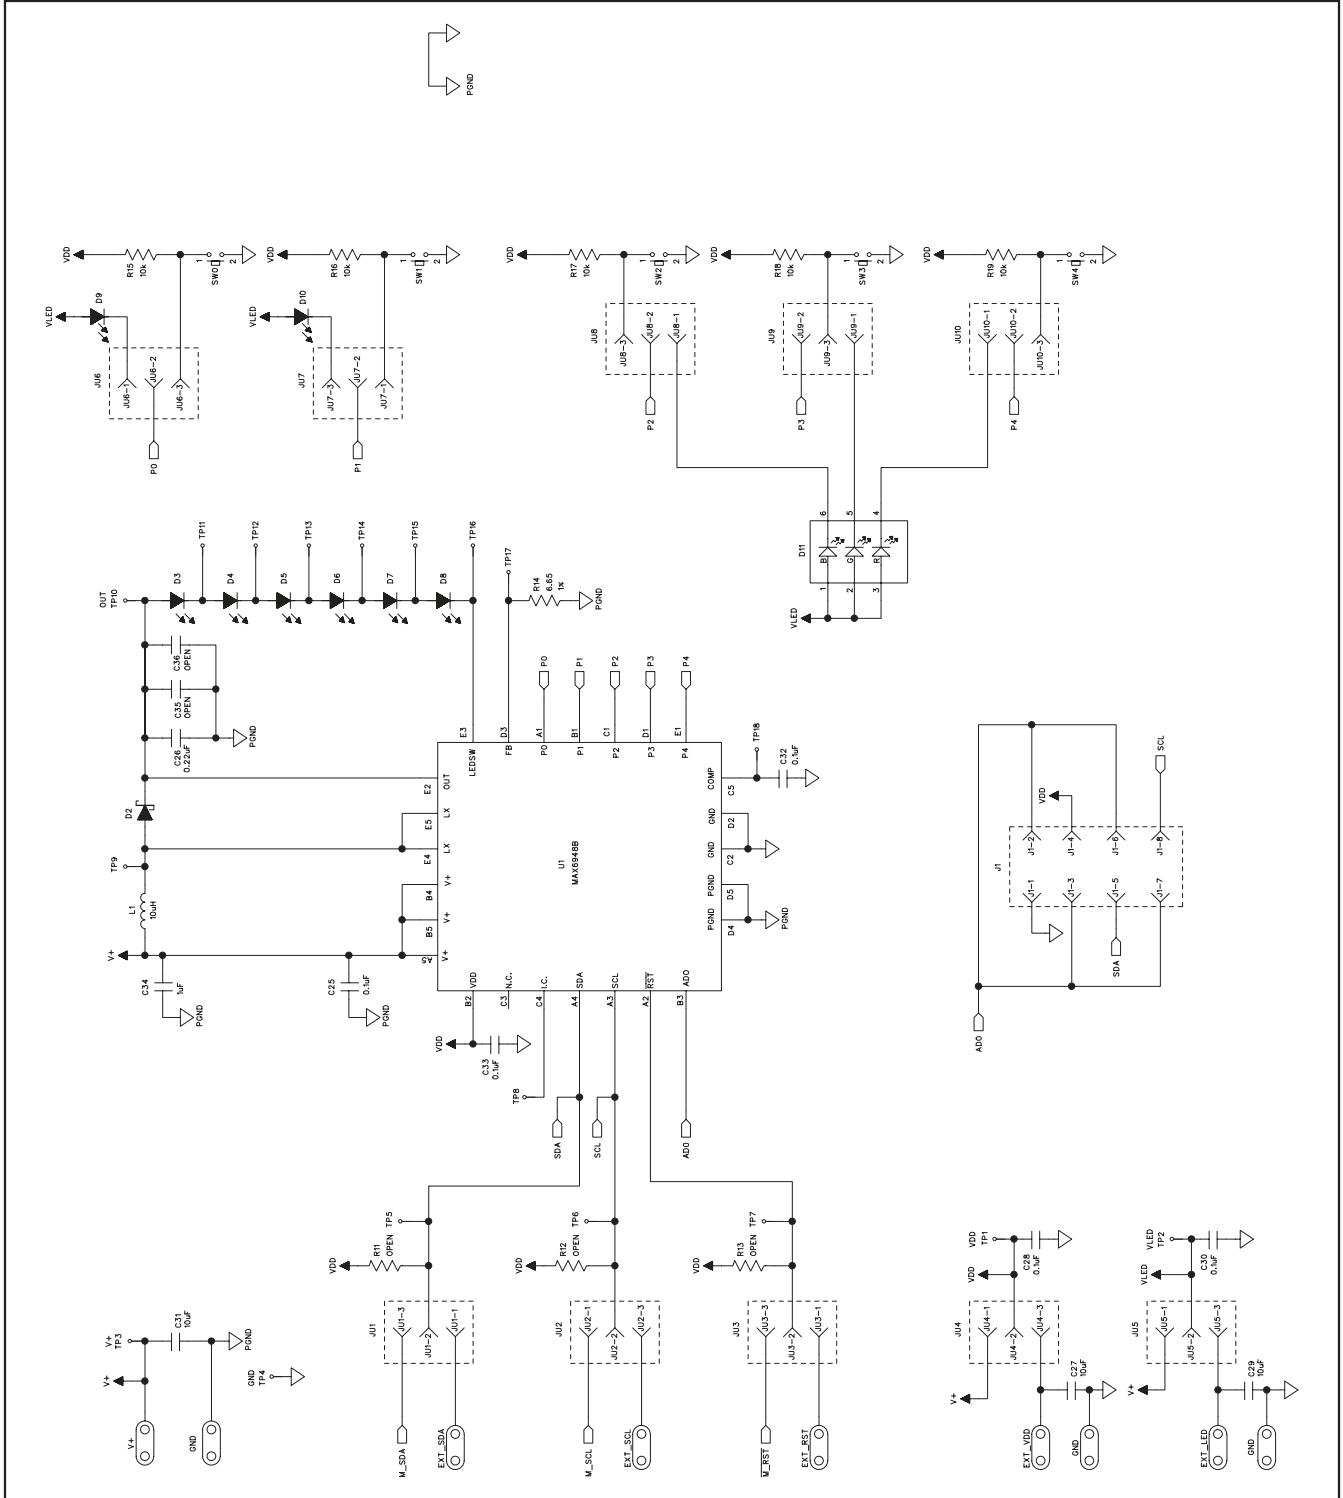 PGND
VDD
R15
10k
1
SW0
2
VLED
D9
JU6
JU6-1
JU6-2
JU6-3
P0
VDD
R16
10k
1
SW1
2
VLED
D10
JU7
JU7-3
JU7-2
JU7-1
P1
VDD
R17
10k
1
SW2
2
JU8
JU8-3
JU8-2
JU8-1
P2
VDD
R18
10k
1
SW3
2
JU9
JU9-2
JU9-3
JU9-1
P3
VDD
R19
10k
1
SW4
2
JU10
JU10-1
JU10-2
JU10-3
P4
D11
6
5
4
B
G
R
1
2
3
VLED
OUT
TP10
D3
TP11
D4
TP12
D5
TP13
D6
TP14
D7
TP15
D8
TP16
TP17
R14
6.65
1%
PGND
C36
OPEN
C35
OPEN
C26
0.22uF
PGND
D2
TP9
L1
10uH
V+
C34
1uF
PGND
C25
0.1uF
PGND
U1
MAX6948B
E3
LEDSW
D3
FB
A1
P0
P0
B1
P1
P1
C1
P2
P2
D1
P3
P3
E1
P4
P4
E2
OUT
E5
LX
E4
LX
B4
V+
B5
V+
A5
V+
COMP
C5
TP18
C32
0.1uF
GND
D2
GND
C2
PGND
D5
PGND
D4
PGND
B2
VDD
C3
N.C.
C4
I.C.
A4
SDA
A3
SCL
A2
RST
B3
ADO
VDD
C33
0.1uF
TP8
SDA
SCL
ADO
J1
J1-1
J1-2
J1-3
J1-4
J1-5
J1-6
J1-7
J1-8
VDD
SCL
SDA
ADO
V+
TP3
V+
C31
10uF
PGND
GND
TP4
V+
GND
VDD
R11
OPEN
TP5
JU1
JU1-3
JU1-2
JU1-1
M_SDA
EXT_SDA
VDD
R12
OPEN
TP6
JU2
JU2-1
JU2-2
JU2-3
M_SCL
EXT_SCL
VDD
R13
OPEN
TP7
JU3
JU3-3
JU3-2
JU3-1
M_RST
EXT_RST
VDD
TP1
VDD
C28
0.1uF
JU4
JU4-1
JU4-2
JU4-3
V+
C27
10uF
EXT_VDD
GND
VLED
TP2
VLED
C30
0.1uF
JU5
JU5-1
JU5-2
JU5-3
V+
C29
10uF
EXT_LED
GND